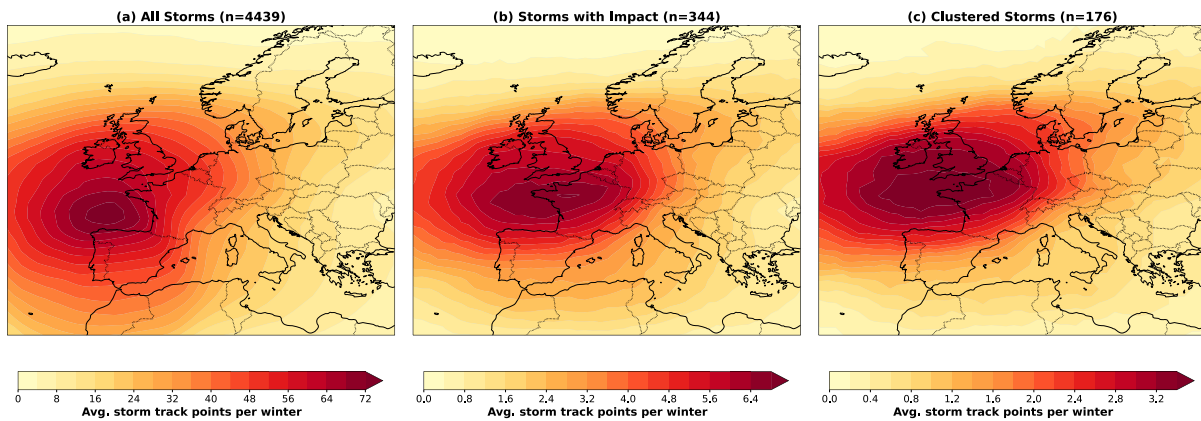 (a) All Storms (n=4439)
(b) Storms with Impact (n=344)
(c) Clustered Storms (n=176)
0 8 16 24 32 40 48 56 64 72
Avg. storm track points per winter
0.0 0.8 1.6 2.4 3.2 4.0 4.8 5.6 6.4
Avg. storm track points per winter
0.0 0.4 0.8 1.2 1.6 2.0 2.4 2.8 3.2
Avg. storm track points per winter